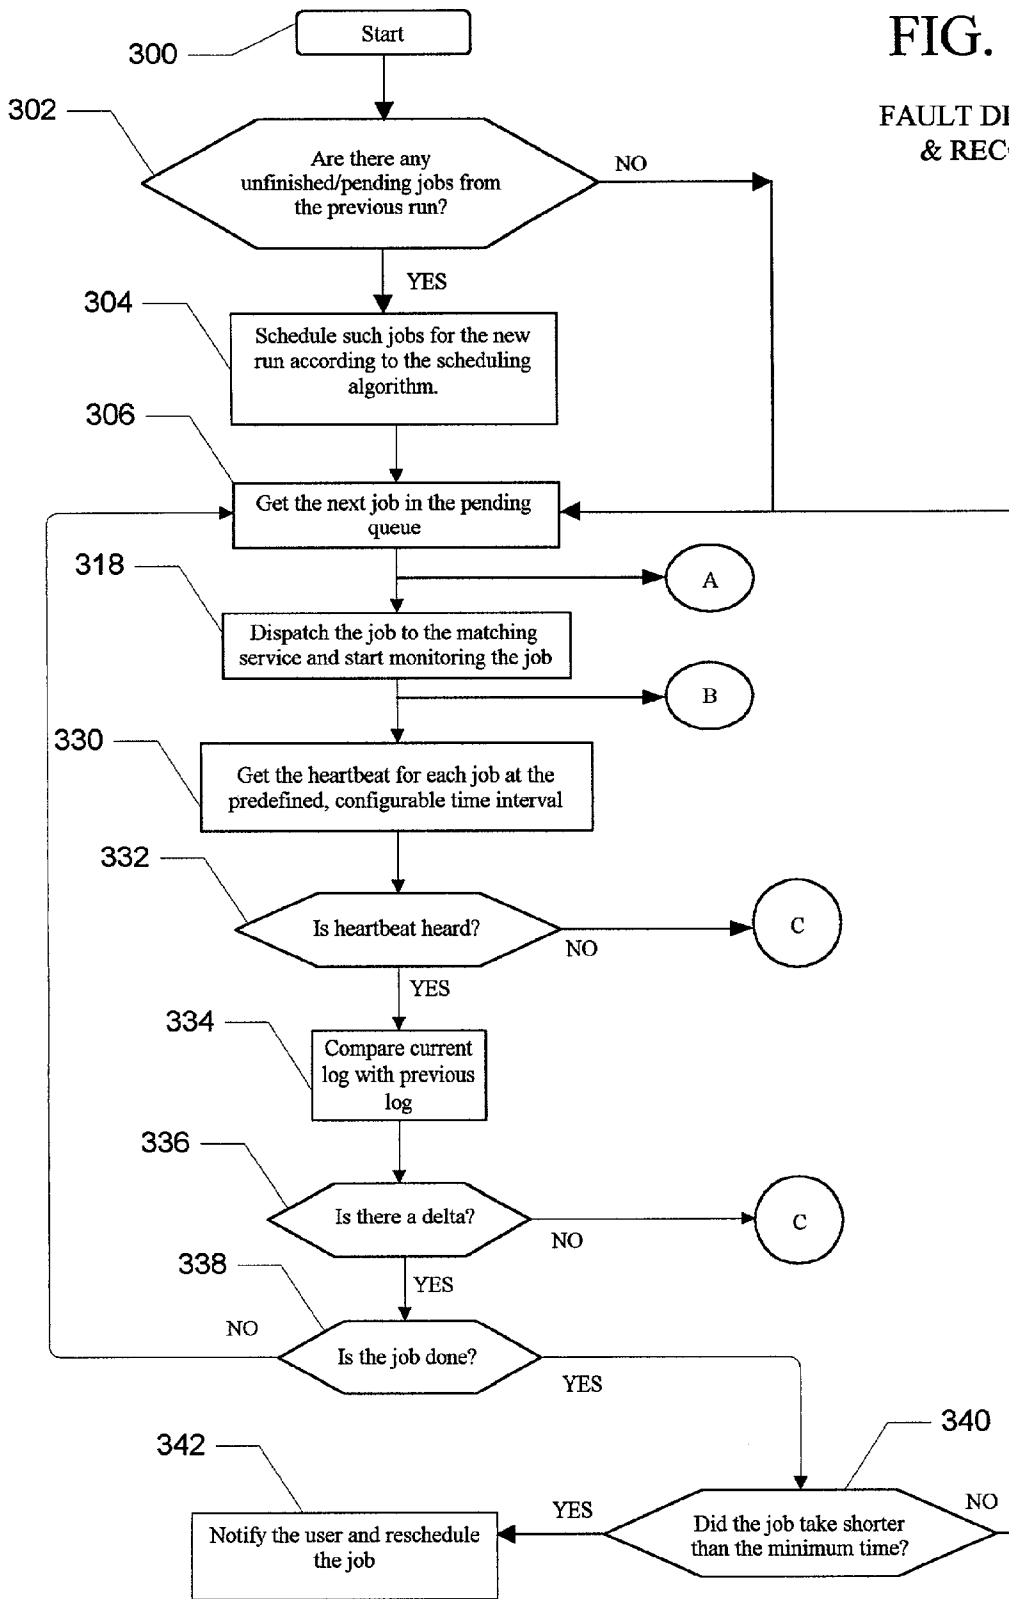 FIG.
FAULT
&
300
Start
302
Are there any
unfinished/pending jobs from
the previous run?
NO
YES
304
Schedule such jobs for the new
run according to the scheduling
algorithm.
306
Get the next job in the pending
queue
A
318
Dispatch the job to the matching
service and start monitoring the job
B
330
Get the heartbeat for each job at the
predefined, configurable time interval
332
Is heartbeat heard?
NO
C
YES
334
Compare current
log with previous
log
336
Is there a delta?
NO
C
YES
338
NO
Is the job done?
YES
340
342
YES
NO
Did the job take shorter
than the minimum time?
Notify the user and reschedule
the job